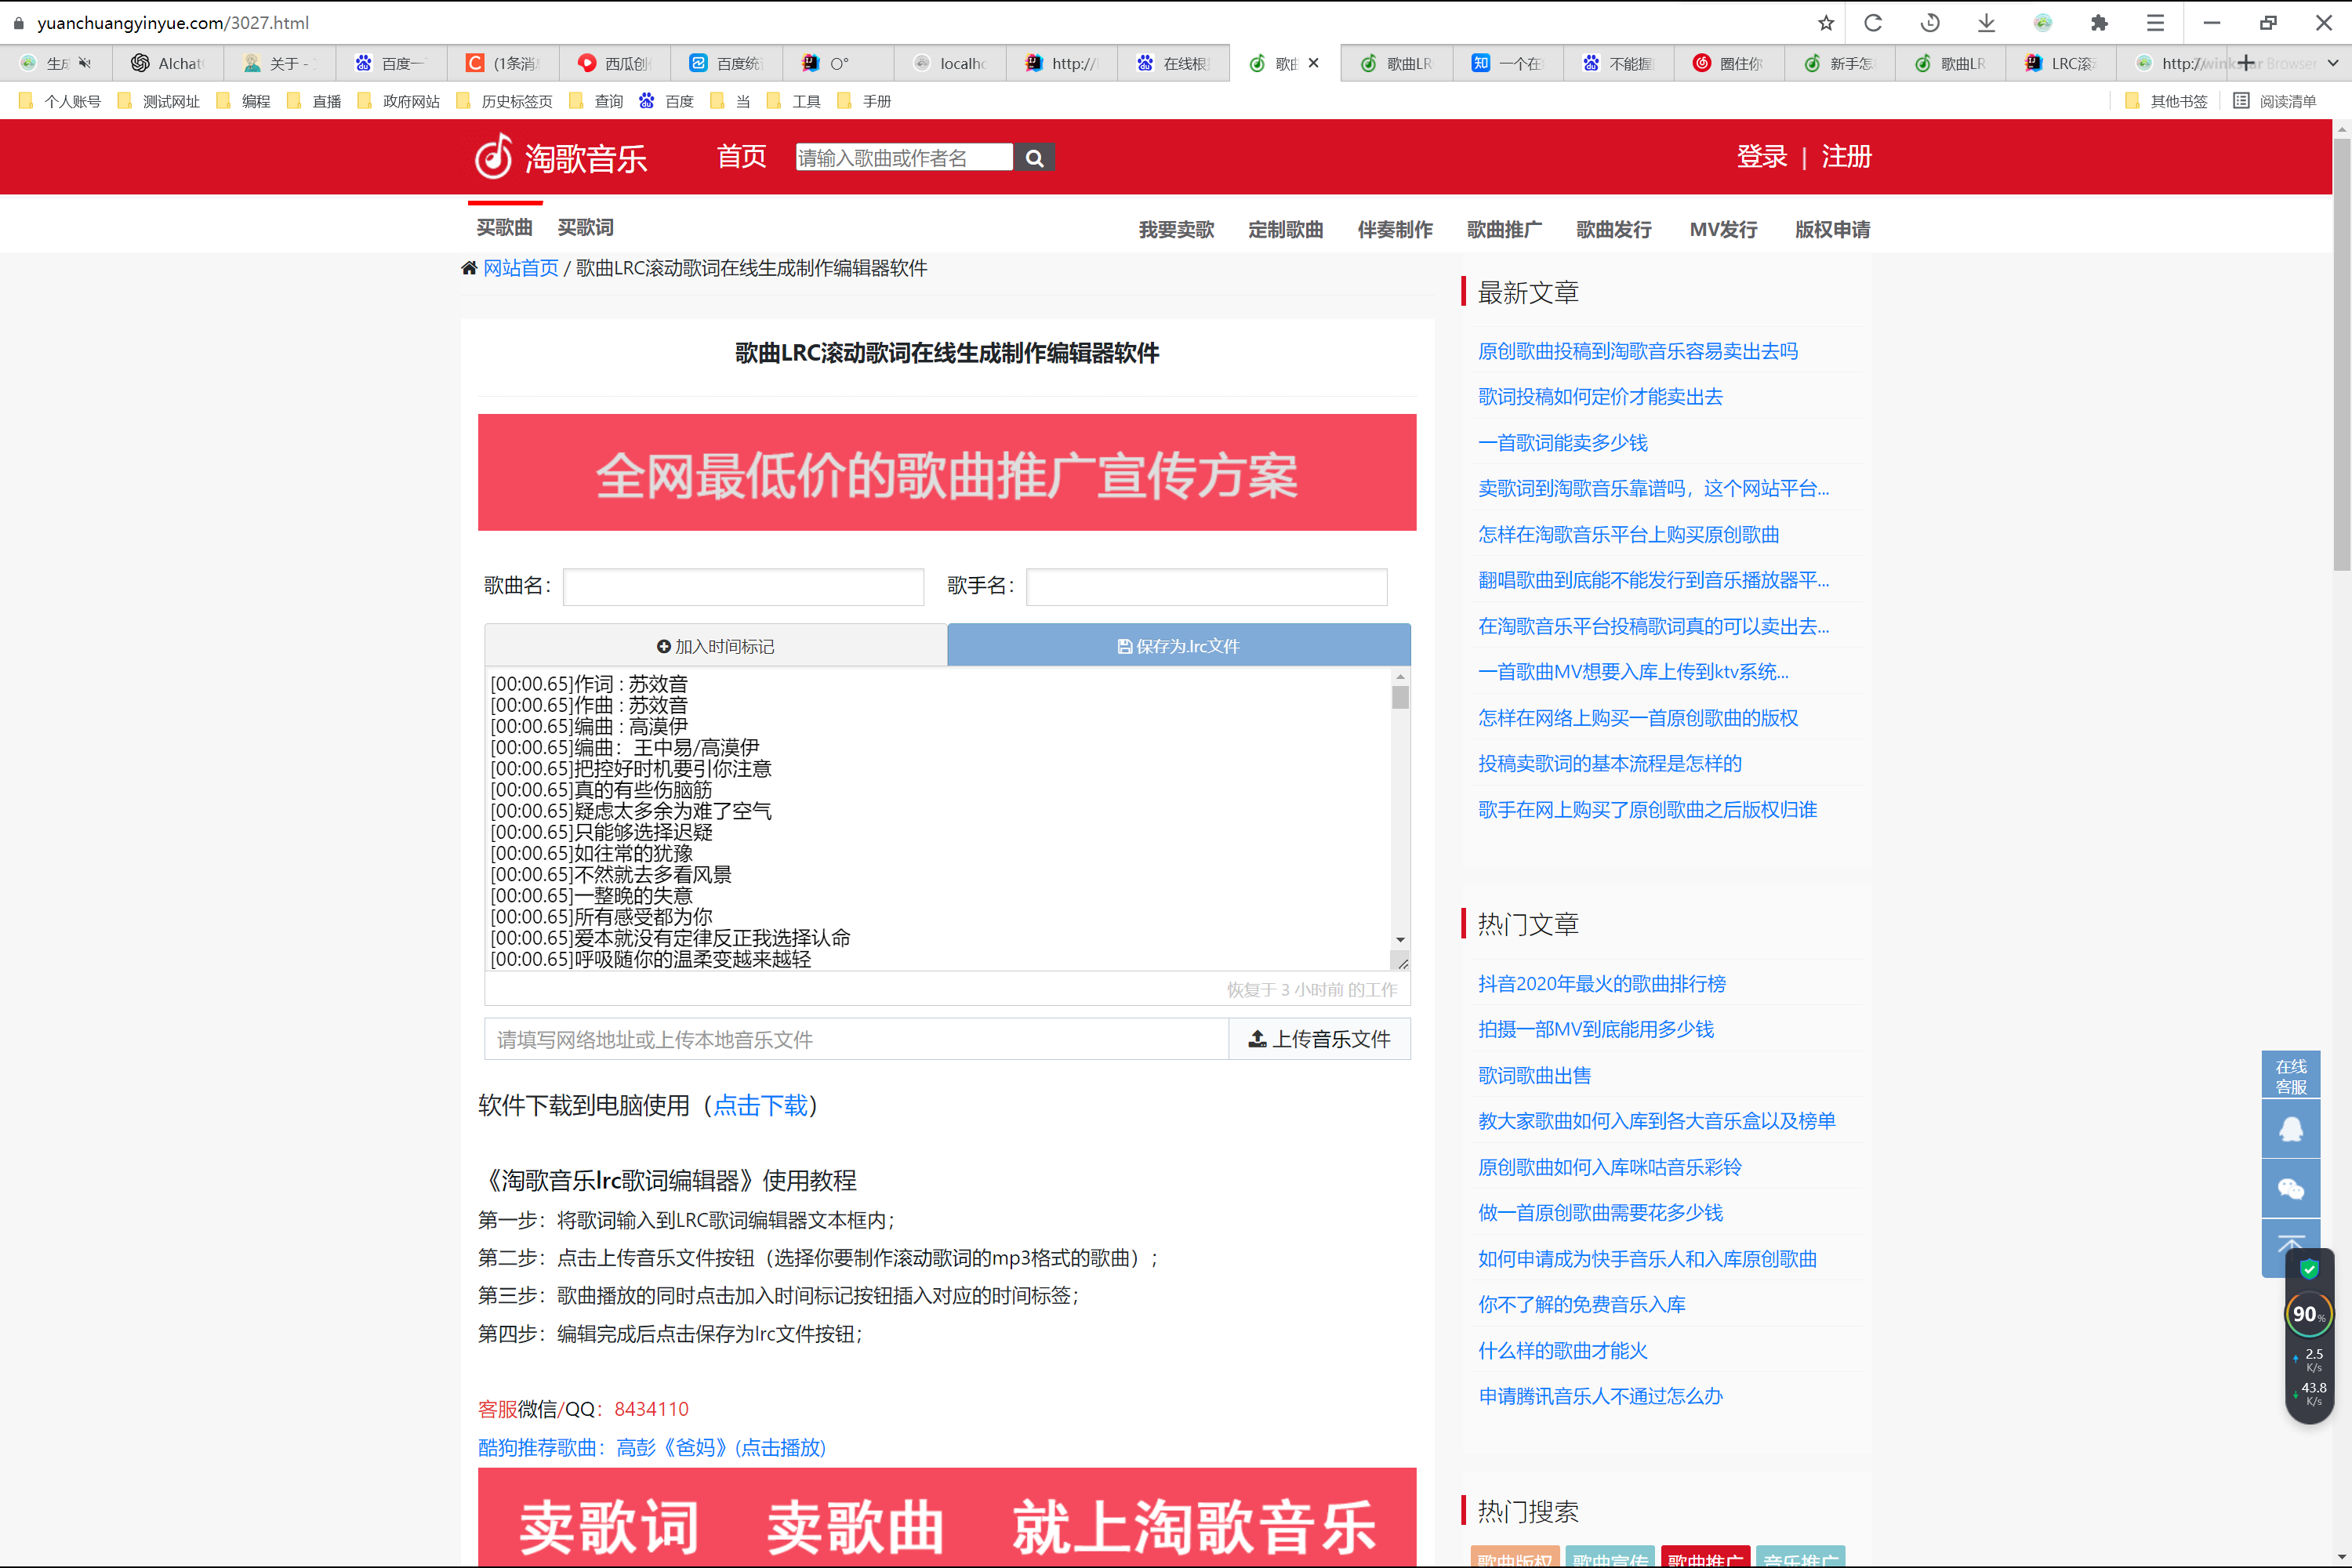 yuanchuangyinyue.com/3027.html
生成 AIchat 关于 - 百度一 (1条消 西瓜创 百度统 O° localho http:// 在线根 歌曲 歌曲LR 一个在 不能握 圈住你 新手怎 歌曲LR LRC滚 http://
个人账号 测试网址 编程 直播 政府网站 历史标签页 查询 百度 当 工具 手册 其他书签 阅读清单
淘歌音乐 首页 请输入歌曲或作者名 登录 | 注册
买歌曲 买歌词 我要卖歌 定制歌曲 伴奏制作 歌曲推广 歌曲发行 MV发行 版权申请
网站首页 / 歌曲LRC滚动歌词在线生成制作编辑器软件
歌曲LRC滚动歌词在线生成制作编辑器软件
全网最低价的歌曲推广宣传方案
歌曲名： 歌手名：
加入时间标记 保存为.lrc文件
[00:00.65]作词 : 苏效音
[00:00.65]作曲 : 苏效音
[00:00.65]编曲 : 高漠伊
[00:00.65]编曲：王中易/高漠伊
[00:00.65]把控好时机要引你注意
[00:00.65]真的有些伤脑筋
[00:00.65]疑虑太多余为难了空气
[00:00.65]只能够选择迟疑
[00:00.65]如往常的犹豫
[00:00.65]不然就去多看风景
[00:00.65]一整晚的失意
[00:00.65]所有感受都为你
[00:00.65]爱本就没有定律反正我选择认命
[00:00.65]呼吸随你的温柔变越来越轻
恢复于 3 小时前 的工作
请填写网络地址或上传本地音乐文件 上传音乐文件
软件下载到电脑使用（点击下载）
《淘歌音乐lrc歌词编辑器》使用教程
第一步：将歌词输入到LRC歌词编辑器文本框内；
第二步：点击上传音乐文件按钮（选择你要制作滚动歌词的mp3格式的歌曲）；
第三步：歌曲播放的同时点击加入时间标记按钮插入对应的时间标签；
第四步：编辑完成后点击保存为lrc文件按钮；
客服微信/QQ：8434110
酷狗推荐歌曲：高彭《爸妈》(点击播放)
卖歌词 卖歌曲 就上淘歌音乐
最新文章
原创歌曲投稿到淘歌音乐容易卖出去吗
歌词投稿如何定价才能卖出去
一首歌词能卖多少钱
卖歌词到淘歌音乐靠谱吗，这个网站平台...
怎样在淘歌音乐平台上购买原创歌曲
翻唱歌曲到底能不能发行到音乐播放器平...
在淘歌音乐平台投稿歌词真的可以卖出去...
一首歌曲MV想要入库上传到ktv系统...
怎样在网络上购买一首原创歌曲的版权
投稿卖歌词的基本流程是怎样的
歌手在网上购买了原创歌曲之后版权归谁
热门文章
抖音2020年最火的歌曲排行榜
拍摄一部MV到底能用多少钱
歌词歌曲出售
教大家歌曲如何入库到各大音乐盒以及榜单
原创歌曲如何入库咪咕音乐彩铃
做一首原创歌曲需要花多少钱
如何申请成为快手音乐人和入库原创歌曲
你不了解的免费音乐入库
什么样的歌曲才能火
申请腾讯音乐人不通过怎么办
热门搜索
歌曲版权 歌曲宣传 歌曲推广 音乐推广
在线
客服
90%
2.5
K/s
43.8
K/s